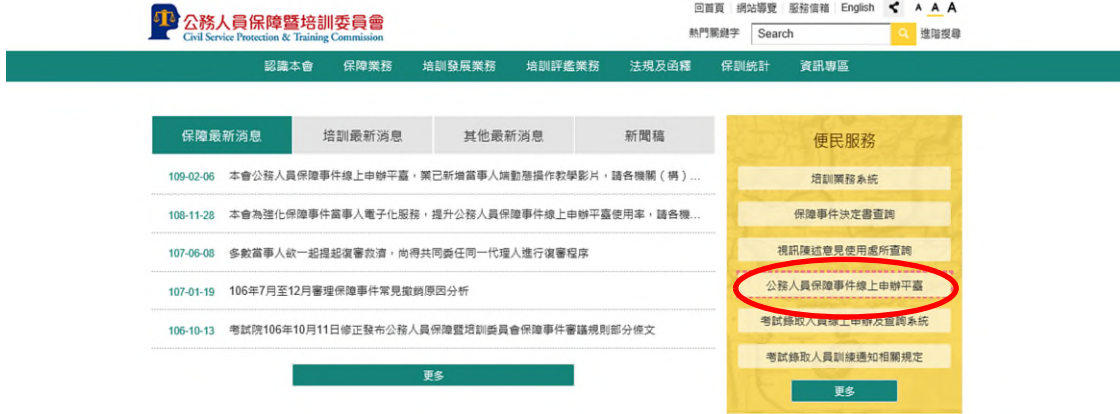 回首頁 網站導覽 服務信箱 English A A A
公務人員保障暨培訓委員會
Civil Service Protection & Training Commission
熱門關鍵字 Search 進階搜尋
認識本會 保障業務 培訓發展業務 培訓評鑑業務 法規及函釋 保訓統計 資訊專區
保障最新消息 培訓最新消息 其他最新消息 新聞稿
109-02-06 本會公務人員保障事件線上申辦平臺，業已新增當事人端動態操作教學影片，請各機關（構）...
108-11-28 本會為強化保障事件當事人電子化服務，提升公務人員保障事件線上申辦平臺使用率，請各機...
107-06-08 多數當事人欲一起提起復審救濟，尚得共同委任同一代理人進行復審程序
107-01-19 106年7月至12月審理保障事件常見撤銷原因分析
106-10-13 考試院106年10月11日修正發布公務人員保障暨培訓委員會保障事件審議規則部分條文
更多
便民服務
培訓業務系統
保障事件決定書查詢
視訊陳述意見使用處所查詢
公務人員保障事件線上申辦平臺
考試錄取人員線上申辦及查詢系統
考試錄取人員訓練通知相關規定
更多